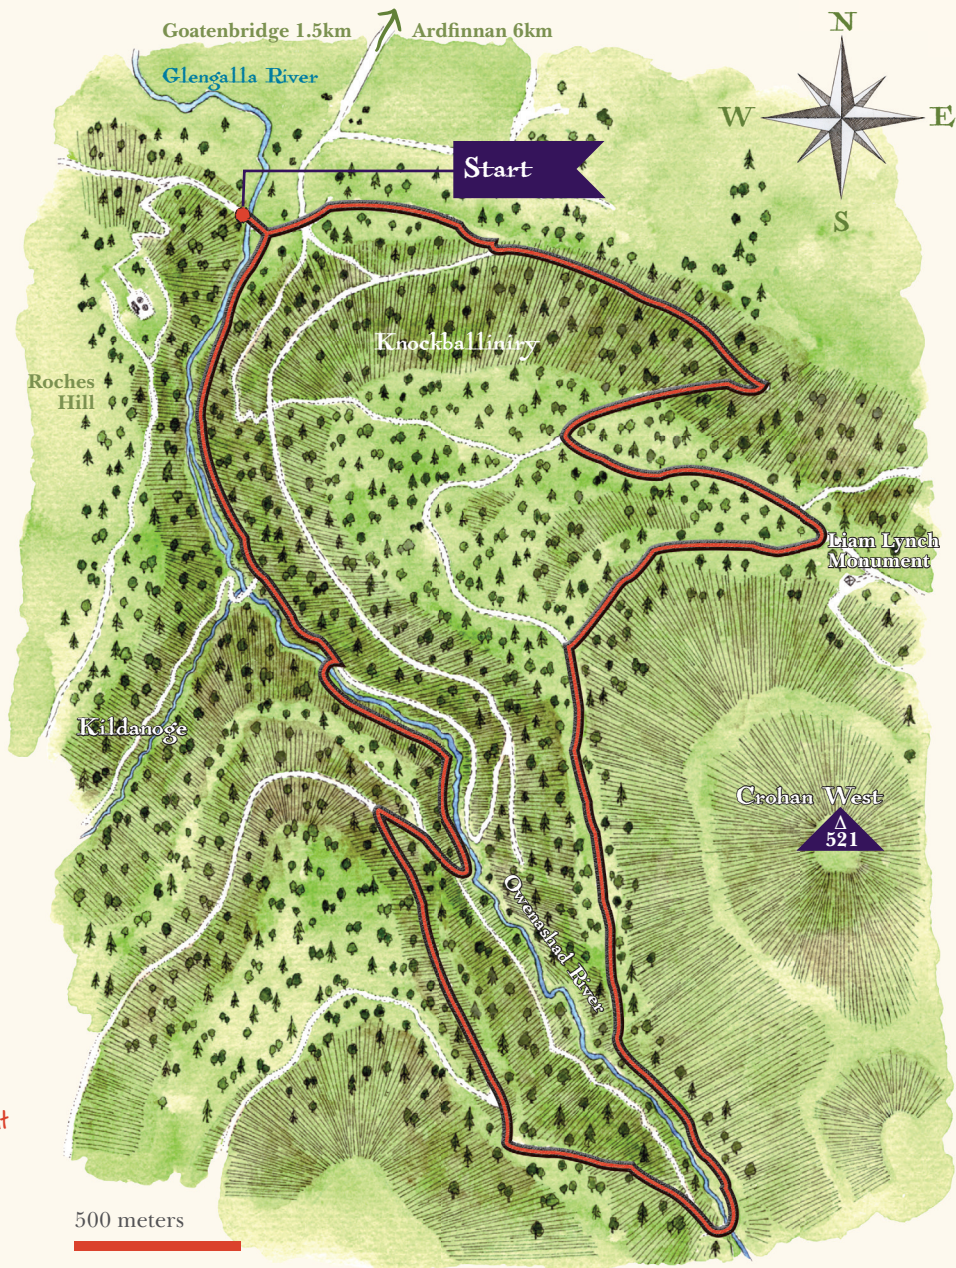 Goatenbridge 1.5km
Ardfinnan 6km
N
Glengalla River
W
E
Start
S
Knockballiniry
Roches
Hill
Liam Lynch
Monument
Kildanoge
Crohan West
Δ
521
Owenashad River
500 meters